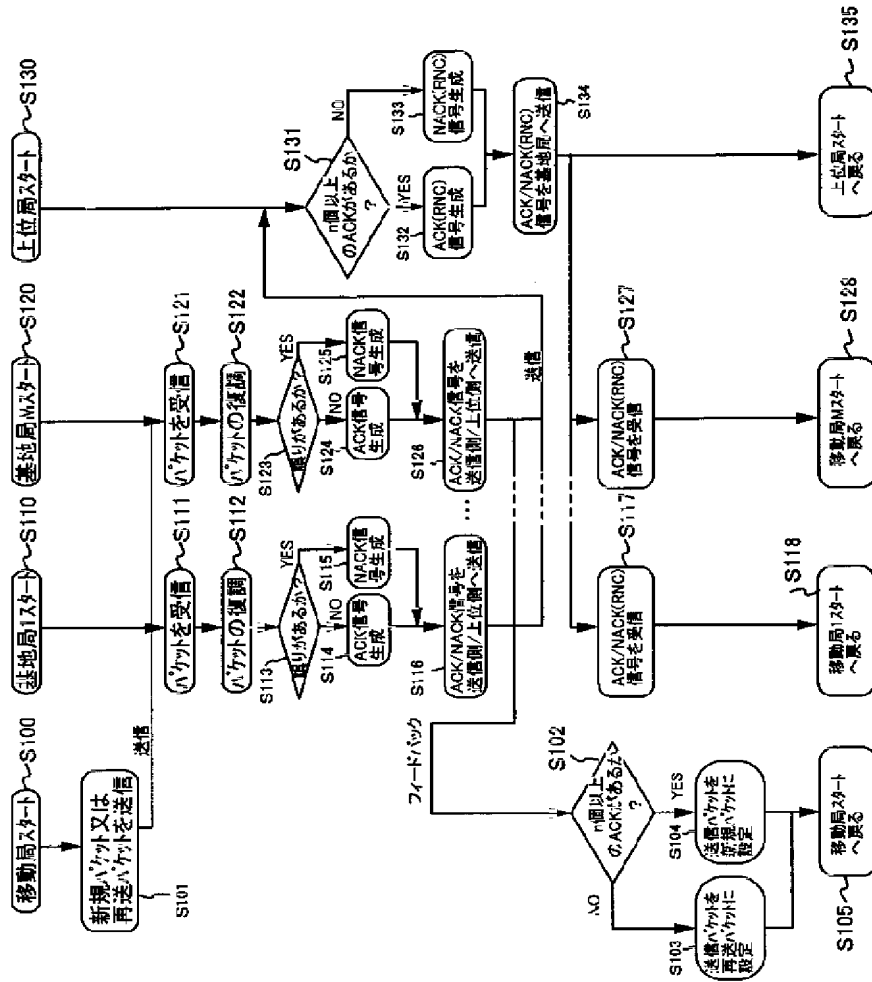 移動局スタート
S100
新規パケット又は
再送パケットを送信
S101
送信
基地局1スタート
S110
パケットを受信
S111
パケットの復調
S112
誤りがあるか?
S113
YES
NO
ACK信号
生成
S114
NACK信
号生成
S115
ACK/NACK信号を
送信側/上位側へ送信
S116
基地局Mスタート
S120
パケットを受信
S121
パケットの復調
S122
誤りがあるか?
S123
YES
NO
ACK信号
生成
S124
NACK信
号生成
S125
ACK/NACK信号を
送信側/上位側へ送信
S126
…
上位局スタート
S130
n個以上
のACKがあるか
?
S131
YES
NO
ACK(RNC)
信号生成
S132
NACK(RNC)
信号生成
S133
ACK/NACK(RNC)
信号を基地局へ送信
S134
送信
フィードバック
n個以上
のACKがあるか
?
S102
NO
YES
送信パケットを
再送パケットに
設定
S103
送信パケットを
新規パケットに
設定
S104
移動局スタート
へ戻る
S105
ACK/NACK(RNC)
信号を受信
S117
移動局1スタート
へ戻る
S118
ACK/NACK(RNC)
信号を受信
S127
移動局Mスタート
へ戻る
S128
上位局スタート
へ戻る
S135